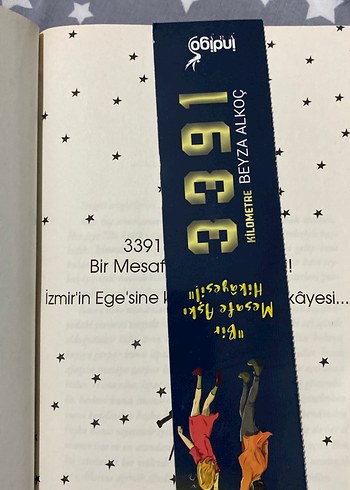 indigo
3391
KİLOMETRE BEYZA ALKOÇ
"Bir
Mesafe Aşkı
Hikâyesi!"
3391
Bir Mesaf
!
İzmir'in Ege'sine
kâyesi...